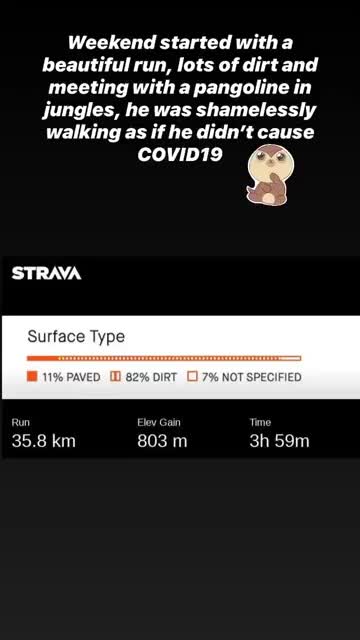 Weekend started with a
beautiful run, lots of dirt and
meeting with a pangoline in
jungles, he was shamelessly
walking as if he didn't cause
COVID19
STRAVA
Surface Type
11% PAVED 82% DIRT 7% NOT SPECIFIED
Run Elev Gain Time
35.8 km 803 m 3h 59m